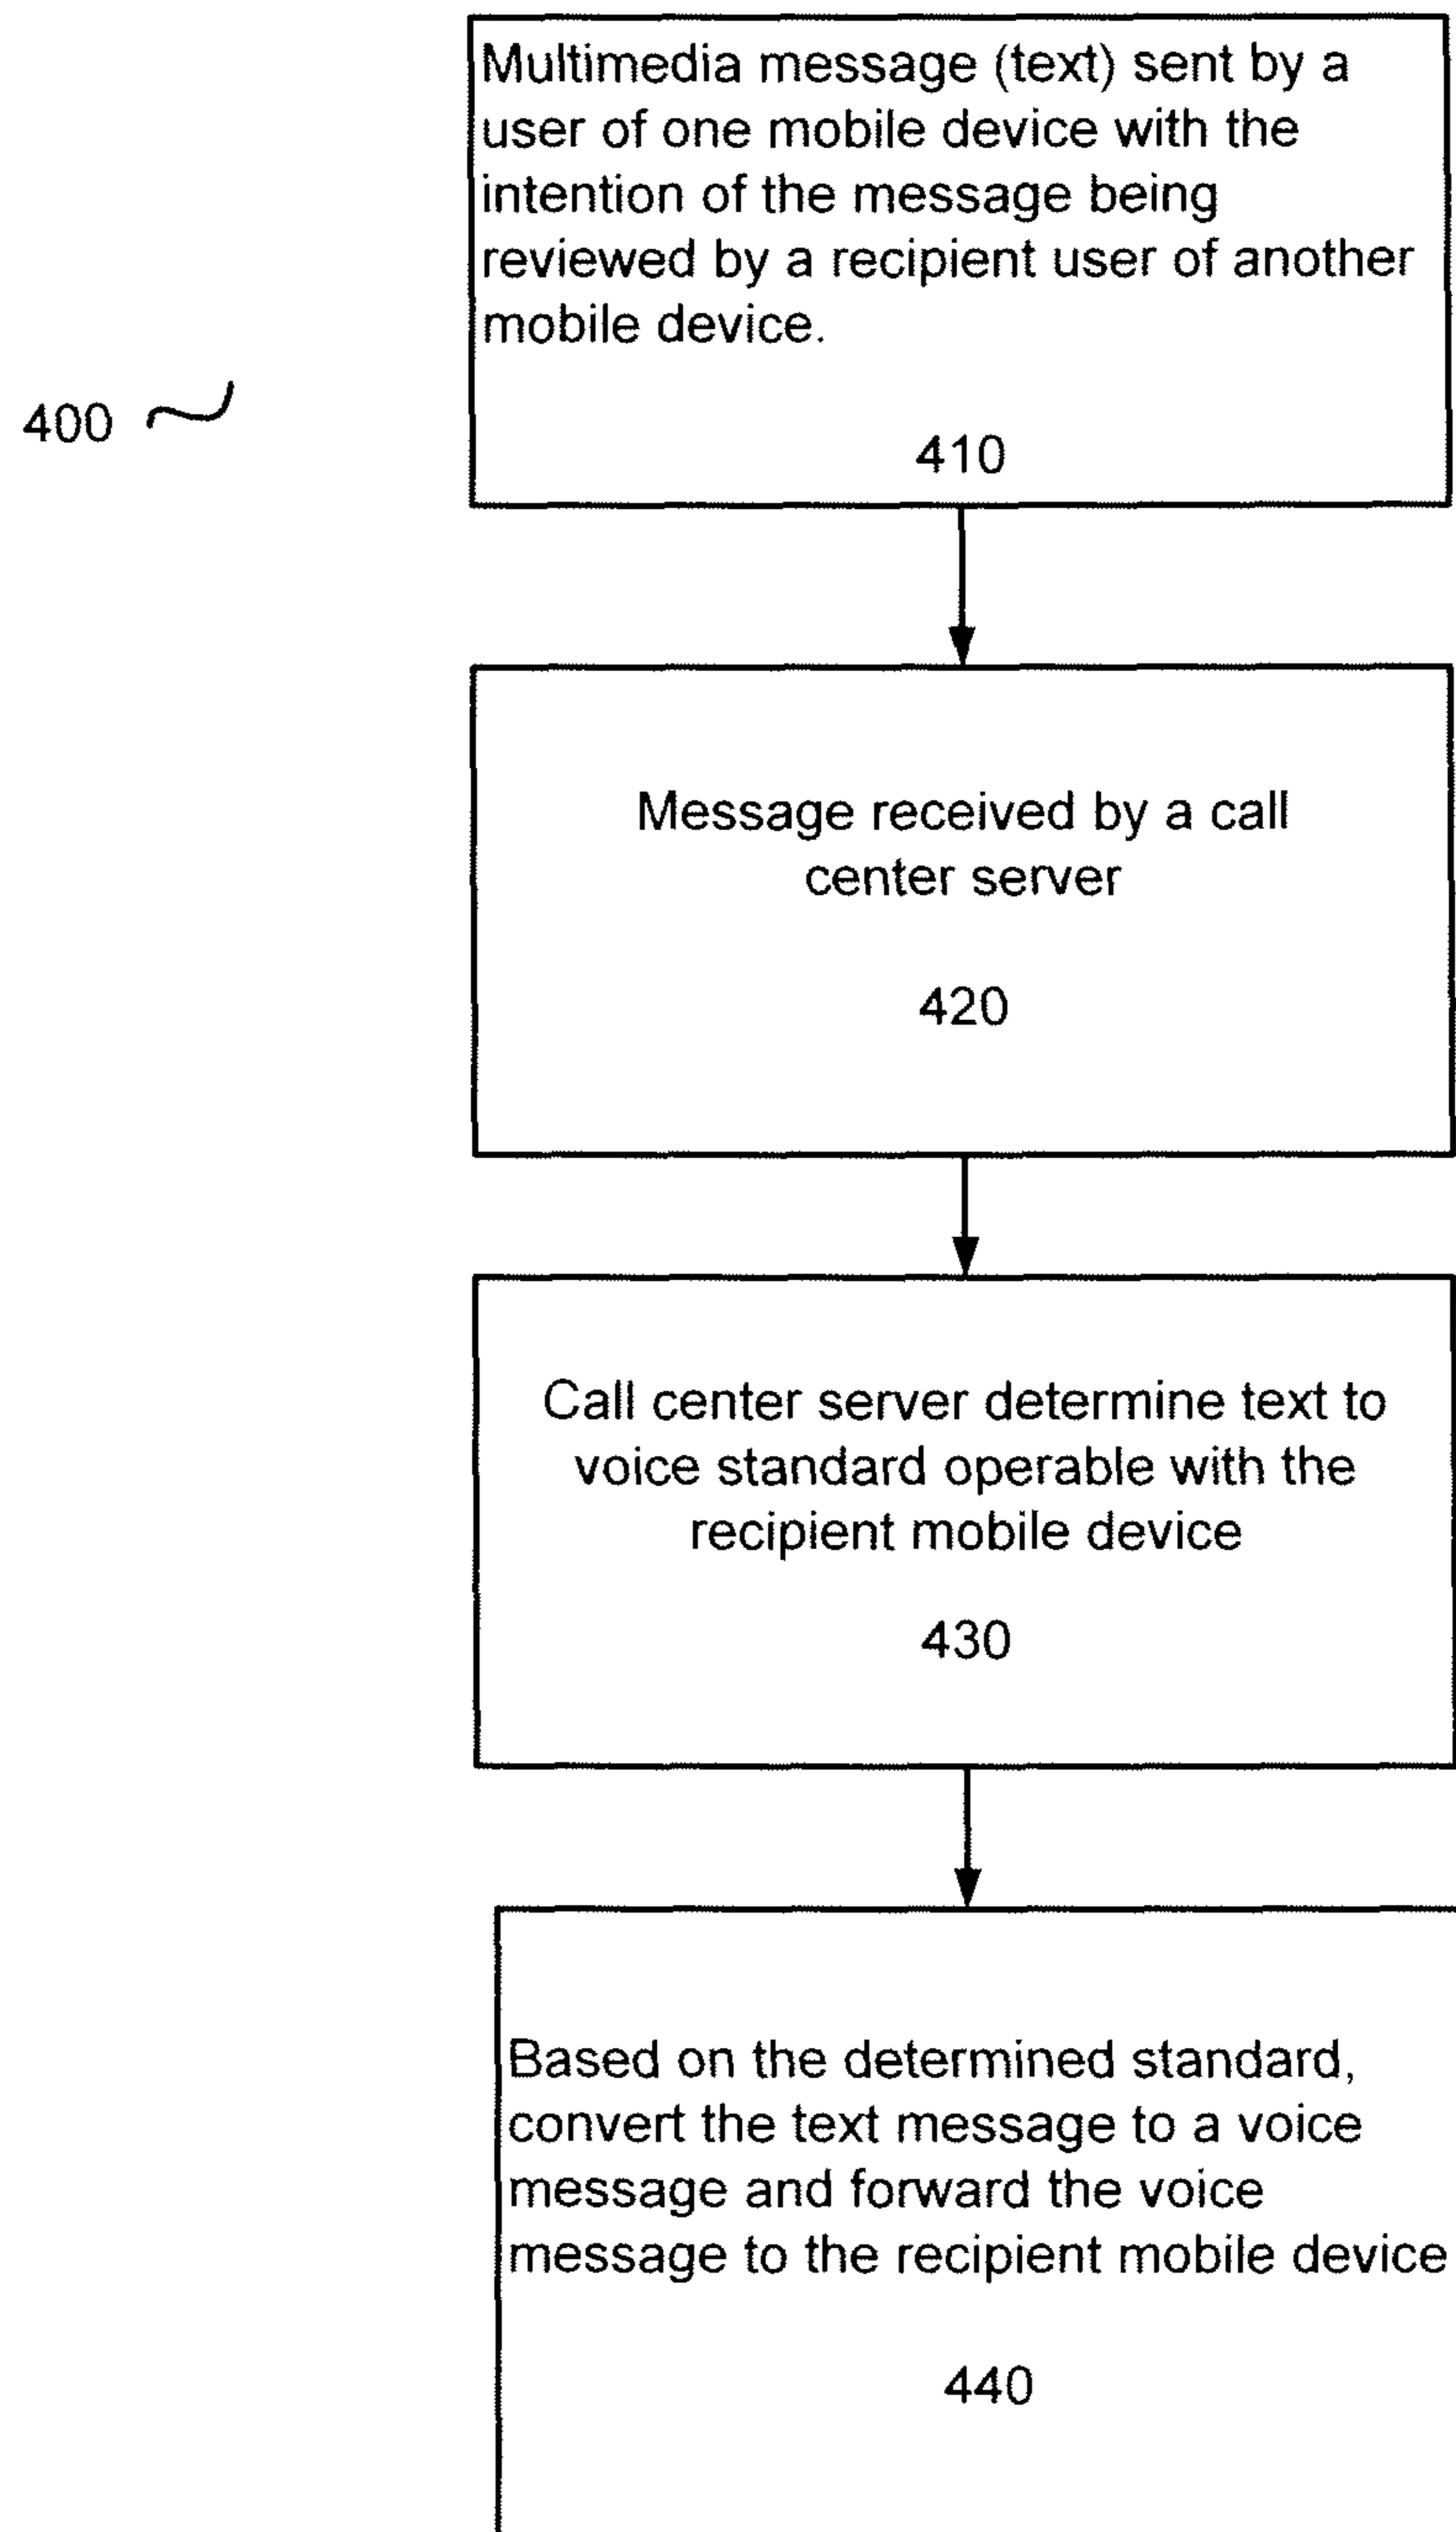 Multimedia message (text) sent by a
user of one mobile device with the
intention of the message being
reviewed by a recipient user of another
mobile device.
400
410
Message received by a call
center server
420
Call center server determine text to
voice standard operable with the
recipient mobile device
430
Based on the determined standard,
convert the text message to a voice
message and forward the voice
message to the recipient mobile device
440